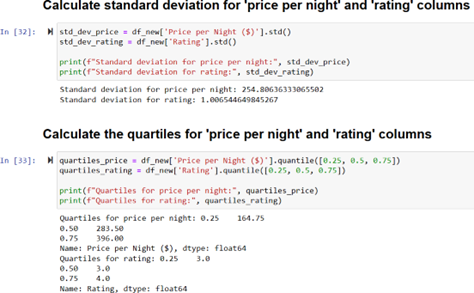 Calculate standard deviation for 'price per night' and 'rating' columns
In [32]:
std_dev_price = df_new['Price per Night ($)'].std()
std_dev_rating = df_new['Rating'].std()
print(f"Standard deviation for price per night:", std_dev_price)
print(f"Standard deviation for rating:", std_dev_rating)
Standard deviation for price per night: 254.80636333065502
Standard deviation for rating: 1.006544649845267
Calculate the quartiles for 'price per night' and 'rating' columns
In [33]:
quartiles_price = df_new['Price per Night ($)'].quantile([0.25, 0.5, 0.75])
quartiles_rating = df_new['Rating'].quantile([0.25, 0.5, 0.75])
print(f"Quartiles for price per night:", quartiles_price)
print(f"Quartiles for rating:", quartiles_rating)
Quartiles for price per night: 0.25    164.75
0.50    283.50
0.75    396.00
Name: Price per Night ($), dtype: float64
Quartiles for rating: 0.25    3.0
0.50    3.0
0.75    4.0
Name: Rating, dtype: float64